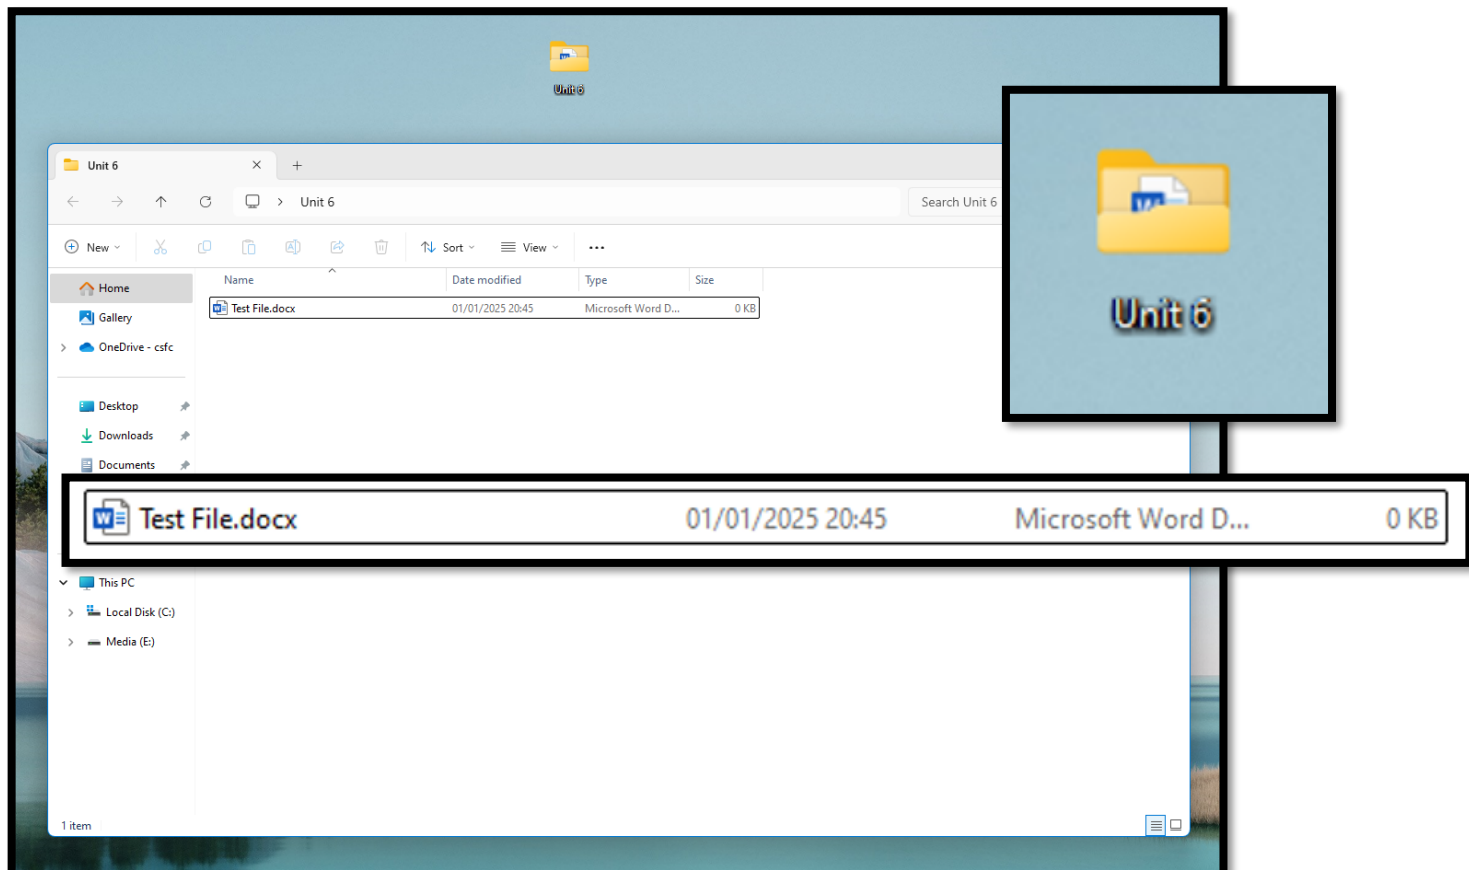 Unit 6
Unit 6
Unit 6
Search Unit 6
New
Sort
View
Name
Date modified
Type
Size
Home
Test File.docx
01/01/2025 20:45
Microsoft Word D...
0 KB
Gallery
OneDrive - csfc
Unit 6
Desktop
Downloads
Documents
Test File.docx
01/01/2025 20:45
Microsoft Word D...
0 KB
This PC
Local Disk (C:)
Media (E:)
1 item